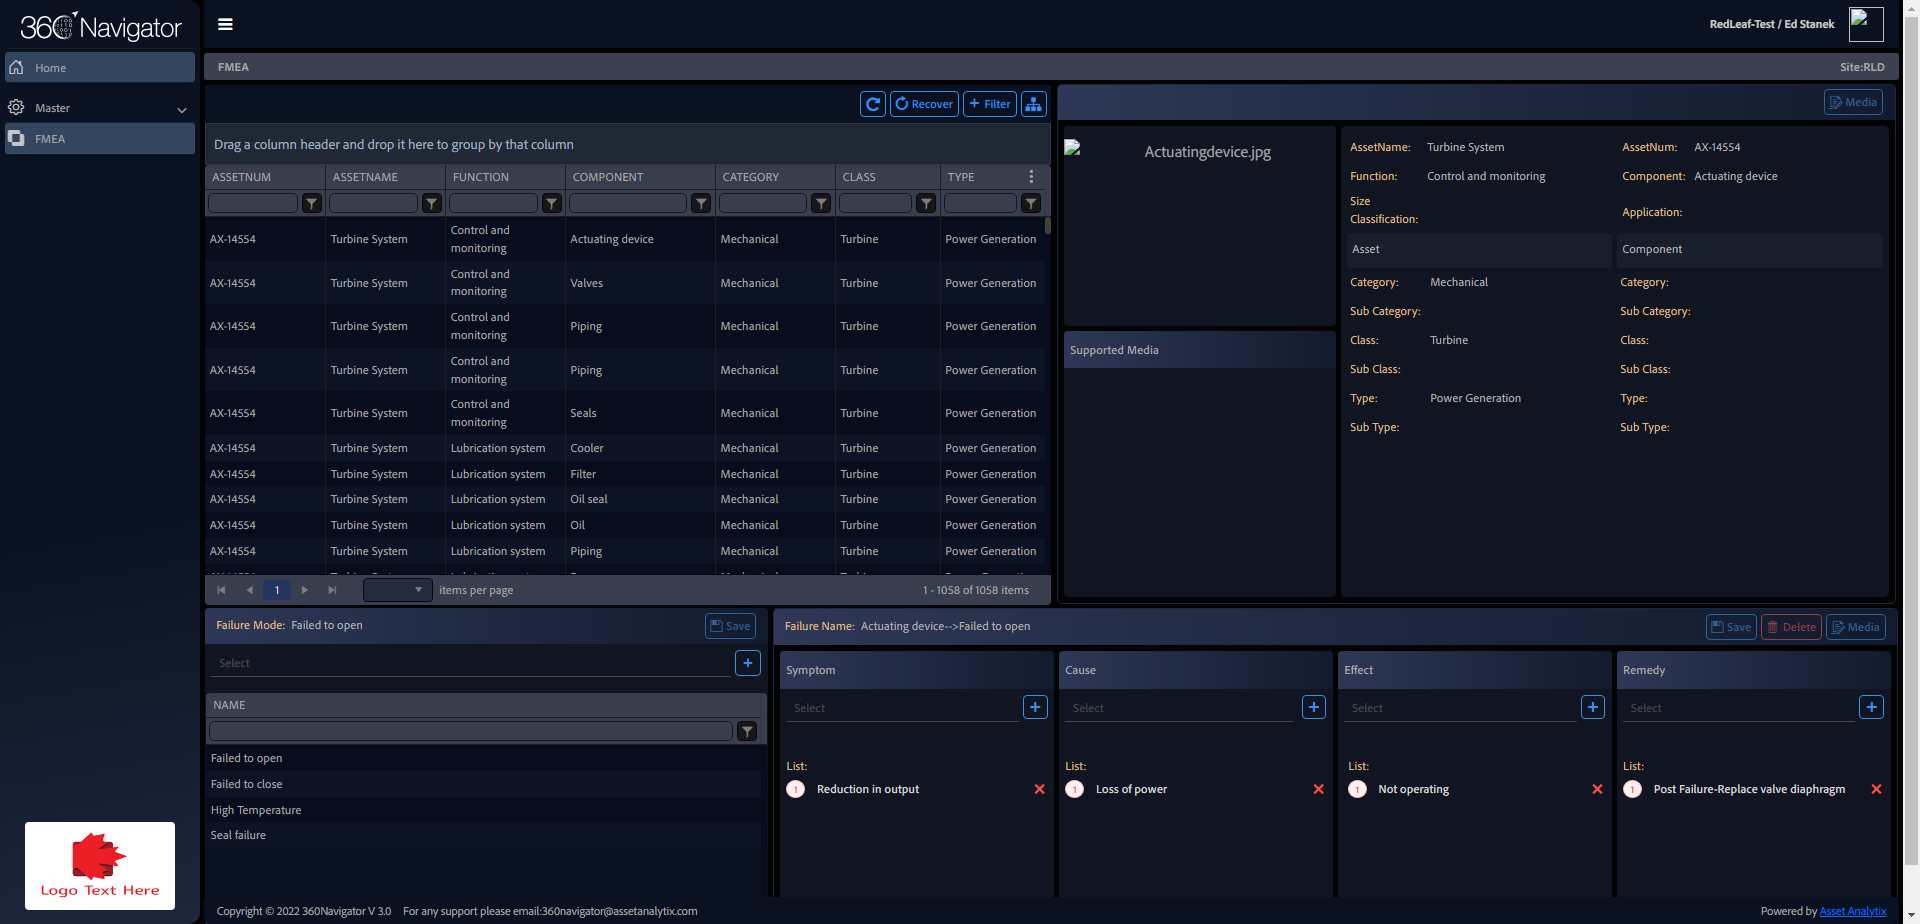 360 Navigator
RedLeaf-Test / Ed Stanek
Home
Master
FMEA
FMEA
Site:RLD
Recover
+ Filter
Media
Drag a column header and drop it here to group by that column
ASSETNUM ASSETNAME FUNCTION COMPONENT CATEGORY CLASS TYPE
AX-14554 Turbine System Control and monitoring Actuating device Mechanical Turbine Power Generation
AX-14554 Turbine System Control and monitoring Valves Mechanical Turbine Power Generation
AX-14554 Turbine System Control and monitoring Piping Mechanical Turbine Power Generation
AX-14554 Turbine System Control and monitoring Piping Mechanical Turbine Power Generation
AX-14554 Turbine System Control and monitoring Seals Mechanical Turbine Power Generation
AX-14554 Turbine System Lubrication system Cooler Mechanical Turbine Power Generation
AX-14554 Turbine System Lubrication system Filter Mechanical Turbine Power Generation
AX-14554 Turbine System Lubrication system Oil seal Mechanical Turbine Power Generation
AX-14554 Turbine System Lubrication system Oil Mechanical Turbine Power Generation
AX-14554 Turbine System Lubrication system Piping Mechanical Turbine Power Generation
1
items per page
1 - 1058 of 1058 items
Actuatingdevice.jpg
Supported Media
AssetName: Turbine System AssetNum: AX-14554
Function: Control and monitoring Component: Actuating device
Size Classification: Application:
Asset Component
Category: Mechanical Category:
Sub Category: Sub Category:
Class: Turbine Class:
Sub Class: Sub Class:
Type: Power Generation Type:
Sub Type: Sub Type:
Failure Mode: Failed to open
Save
Select
+
NAME
Failed to open
Failed to close
High Temperature
Seal failure
Failure Name: Actuating device-->Failed to open
Save Delete Media
Symptom Cause Effect Remedy
Select + Select + Select + Select +
List: List: List: List:
1 Reduction in output 1 Loss of power 1 Not operating 1 Post Failure-Replace valve diaphragm
Logo Text Here
Copyright © 2022 360Navigator V 3.0 For any support please email:360navigator@assetanalytix.com
Powered by Asset Analytix